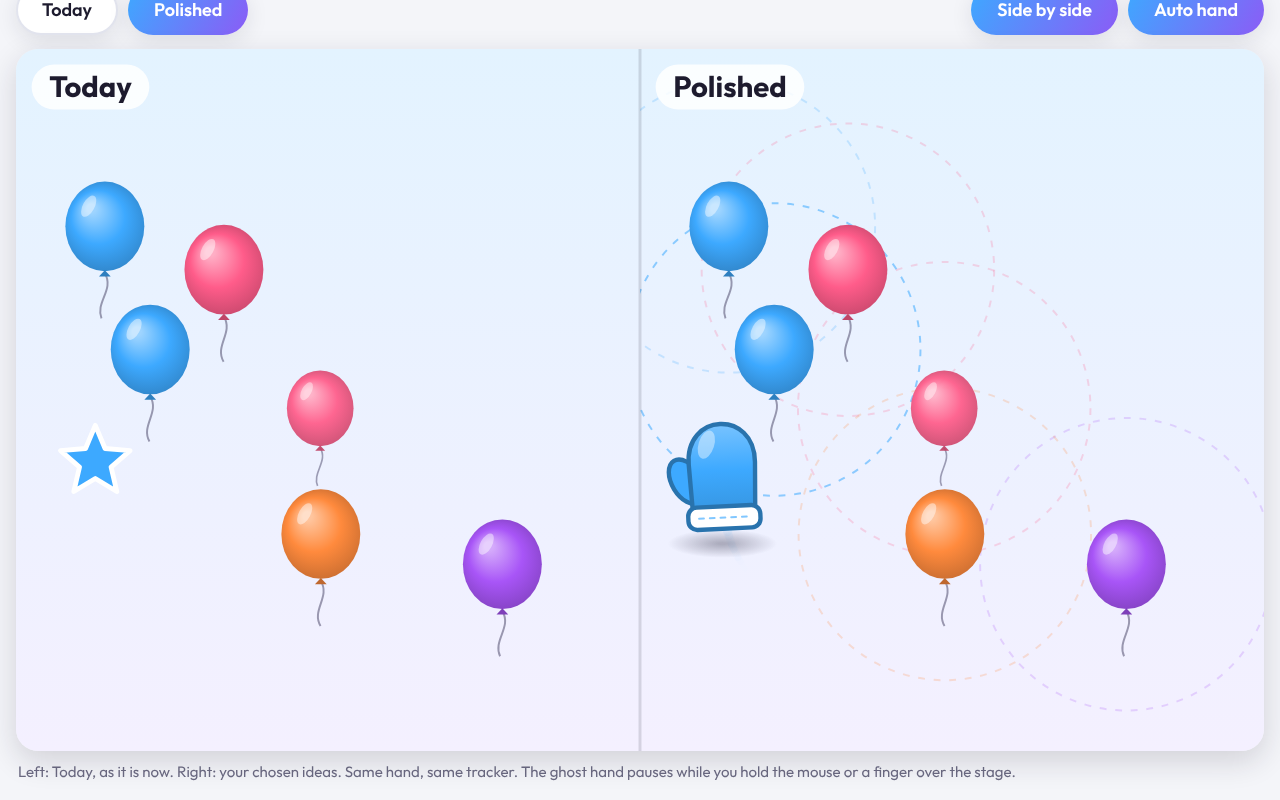 Today
Polished
Side by side
Auto hand
Today
Polished
Left: Today, as it is now. Right: your chosen ideas. Same hand, same tracker. The ghost hand pauses while you hold the mouse or a finger over the stage.